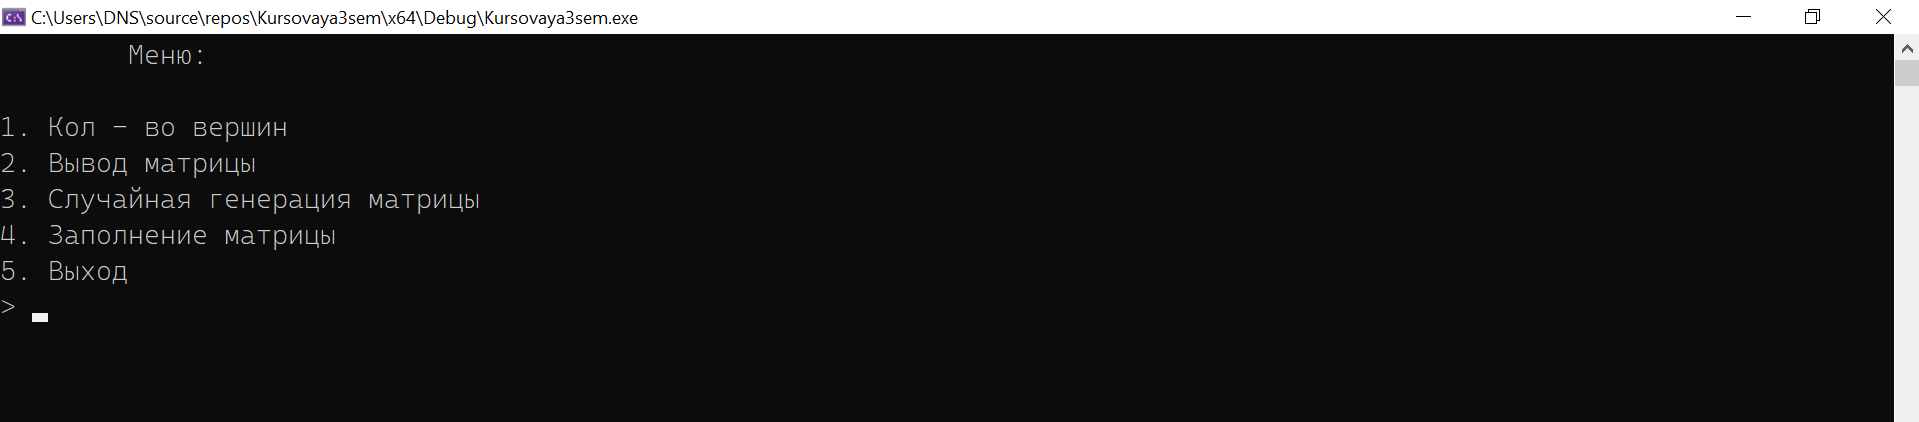 C:\Users\DNS\source\repos\Kursovaya3sem\x64\Debug\Kursovaya3sem.exe
Меню:
1. Кол - во вершин
2. Вывод матрицы
3. Случайная генерация матрицы
4. Заполнение матрицы
5. Выход
>